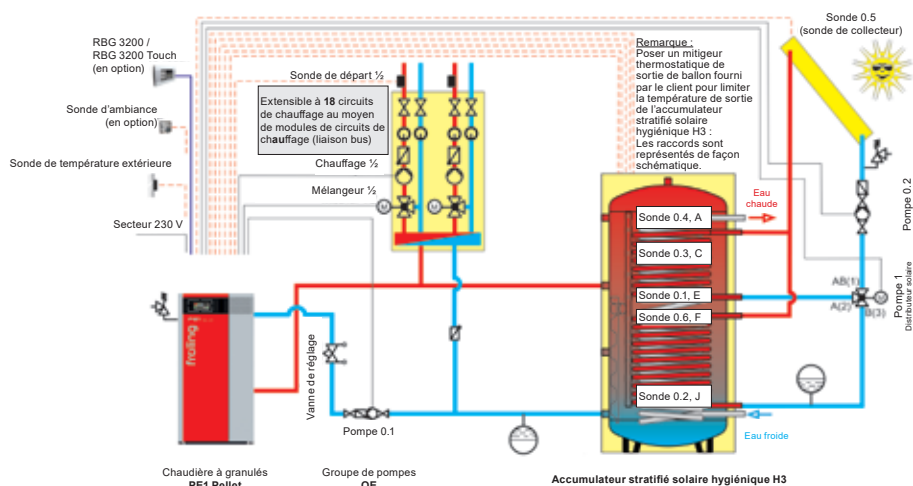 Sonde 0.5
(sonde de collecteur)
RBG 3200 /
RBG 3200 Touch
(en option)
Sonde d'ambiance
(en option)
Sonde de température extérieure
Secteur 230 V
Sonde de départ ½
Extensible à 18 circuits
de chauffage au moyen
de modules de circuits de
chauffage (liaison bus)
Chauffage ½
Mélangeur ½
M
M
Remarque :
Poser un mitigeur
thermostatique de
sortie de ballon fourni
par le client pour limiter
la température de sortie
de l'accumulateur
stratifié solaire
hygiénique H3 :
Les raccords sont
représentés de façon
schématique.
Eau
chaude
Sonde 0.4, A
Sonde 0.3, C
Sonde 0.1, E
Sonde 0.6, F
Sonde 0.2, J
Pompe 0.2
AB(1)
A(2)
B(3)
M
Pompe 1
Distributeur solaire
Eau froide
froling
Vanne de réglage
Pompe 0.1
Chaudière à granulés
PE1 Pellet
Groupe de pompes
Accumulateur stratifié solaire hygiénique H3